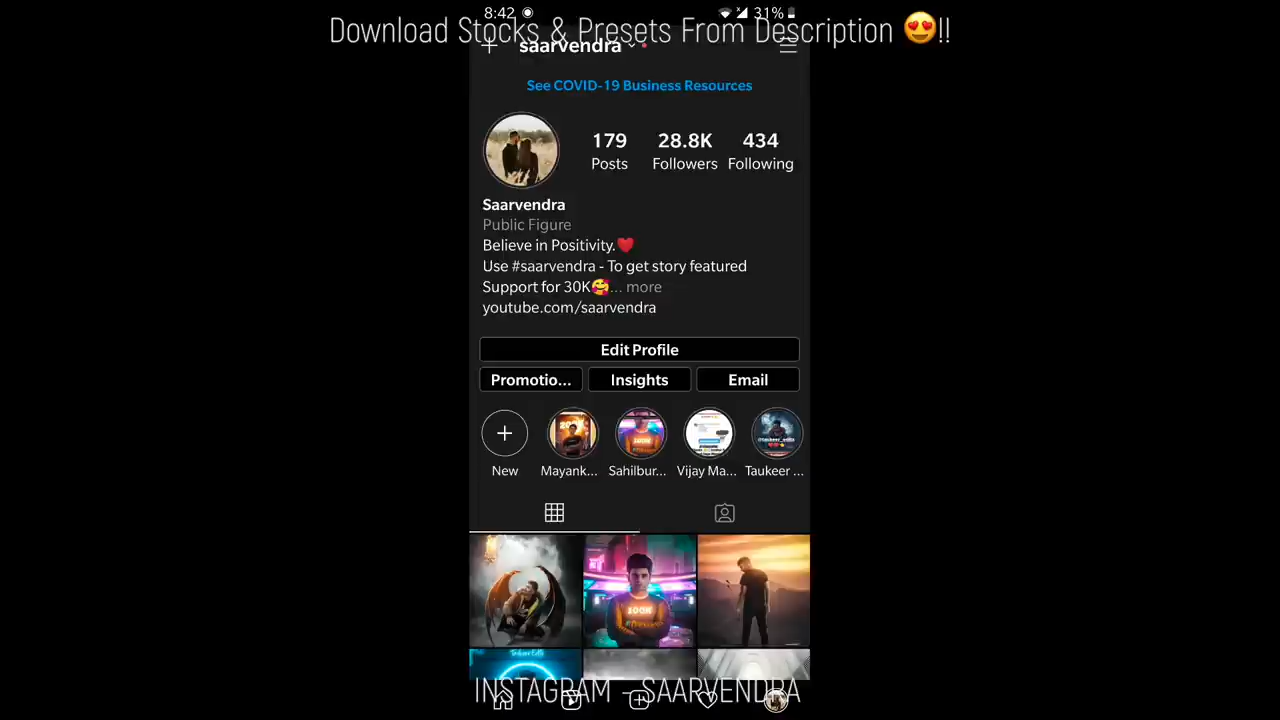 8:42 31%
Download Stocks & Presets From Description 😍!!
saarvendra
See COVID-19 Business Resources
179 28.8K 434
Posts Followers Following
Saarvendra
Public Figure
Believe in Positivity.❤️
Use #saarvendra - To get story featured
Support for 30K🥰... more
youtube.com/saarvendra
Edit Profile
Promotio... Insights Email
New Mayank... Sahilbur... Vijay Ma... Taukeer ...
INSTAGRAM - SAARVENDRA